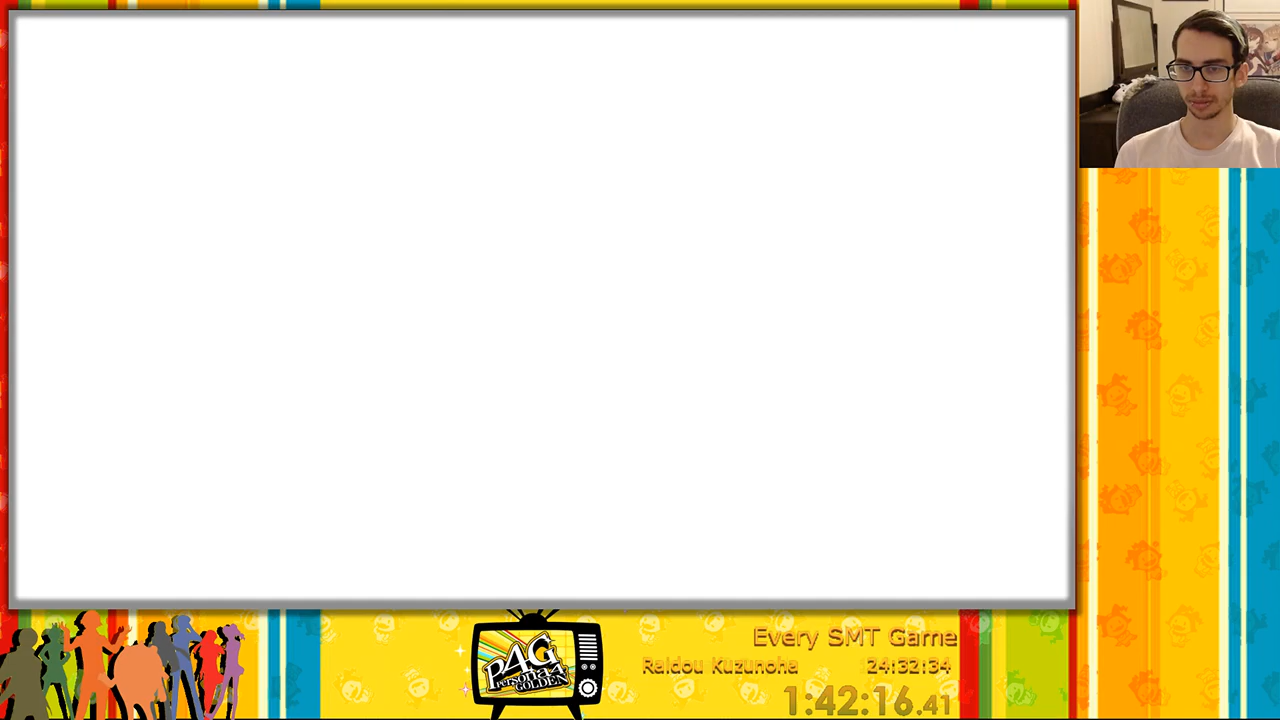 P4G
PERSONA4
GOLDEN
Every SMT Game
Raidou Kuzunoha 24:32:34
1:42:16.41